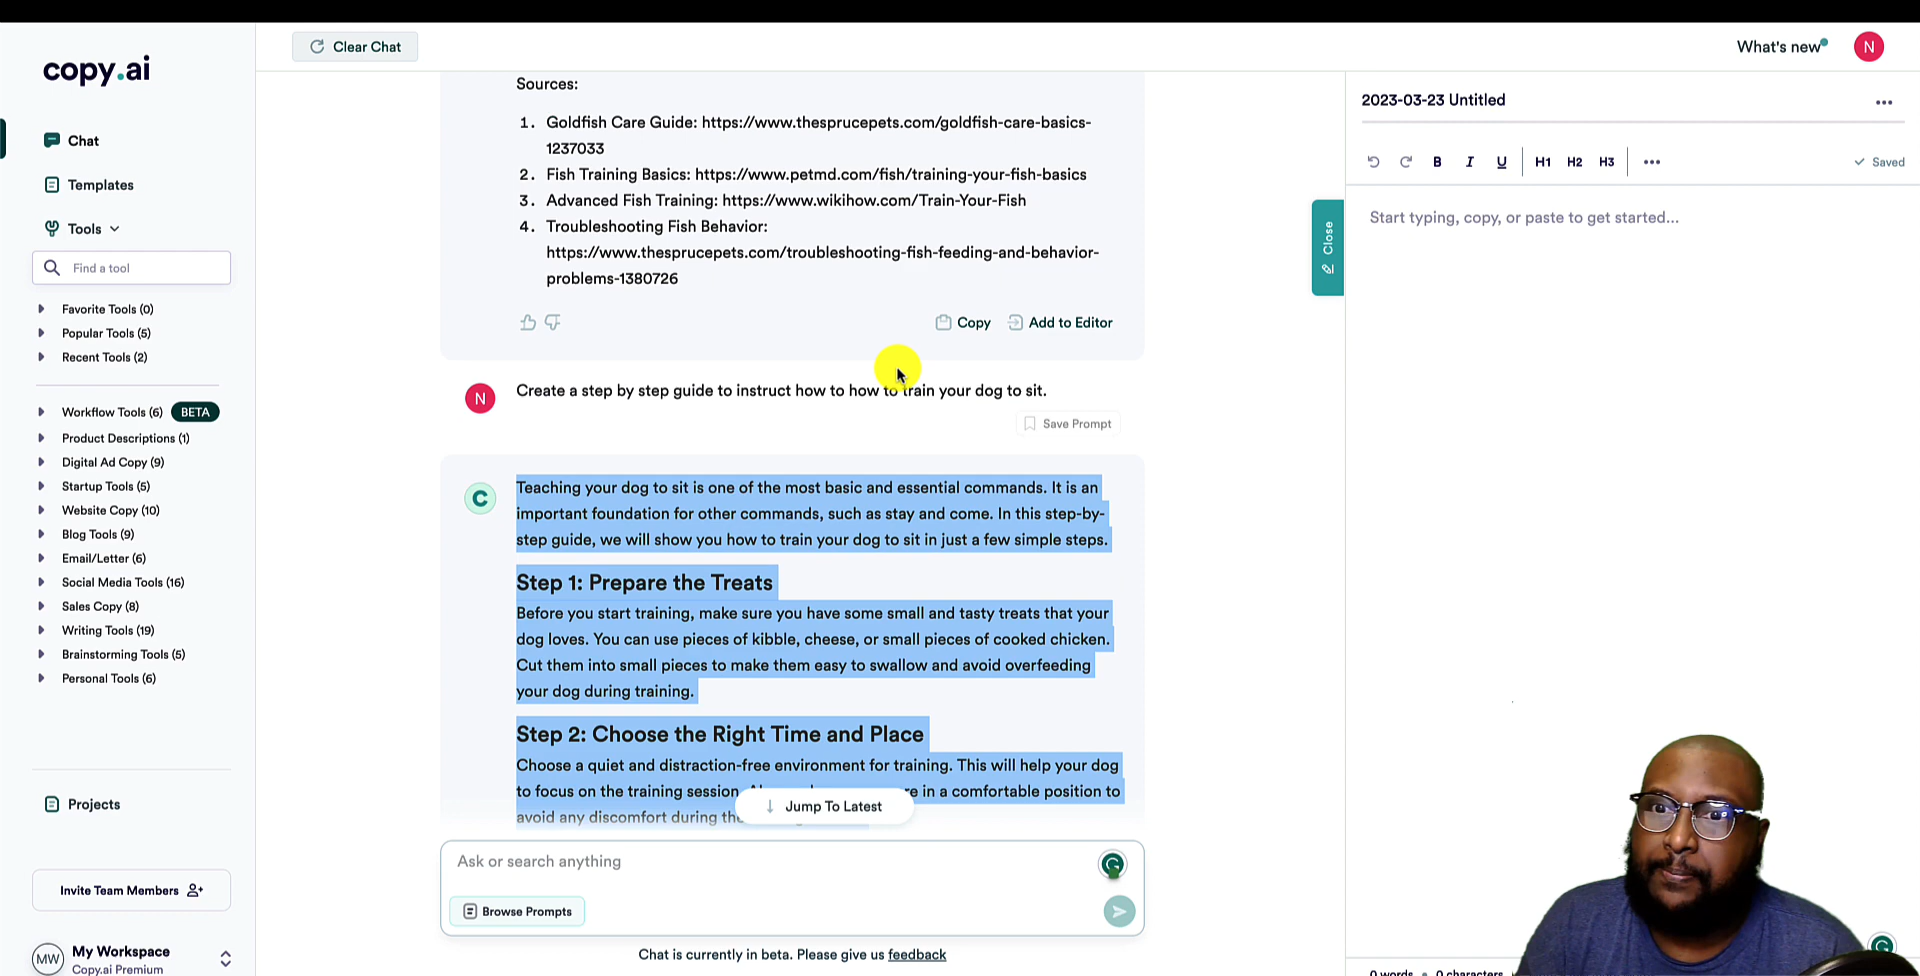 Clear Chat
What's new
N
copy.ai
Chat
Templates
Tools
Find a tool
Favorite Tools (0)
Popular Tools (5)
Recent Tools (2)
Workflow Tools (6) BETA
Product Descriptions (1)
Digital Ad Copy (9)
Startup Tools (5)
Website Copy (10)
Blog Tools (9)
Email/Letter (6)
Social Media Tools (16)
Sales Copy (8)
Writing Tools (19)
Brainstorming Tools (5)
Personal Tools (6)
Projects
Invite Team Members
MW
My Workspace
Copy.ai Premium
Sources:
1. Goldfish Care Guide: https://www.thesprucepets.com/goldfish-care-basics-
1237033
2. Fish Training Basics: https://www.petmd.com/fish/training-your-fish-basics
3. Advanced Fish Training: https://www.wikihow.com/Train-Your-Fish
4. Troubleshooting Fish Behavior:
https://www.thesprucepets.com/troubleshooting-fish-feeding-and-behavior-
problems-1380726
Copy
Add to Editor
N
Create a step by step guide to instruct how to how to train your dog to sit.
Save Prompt
C
Teaching your dog to sit is one of the most basic and essential commands. It is an
important foundation for other commands, such as stay and come. In this step-by-
step guide, we will show you how to train your dog to sit in just a few simple steps.
Step 1: Prepare the Treats
Before you start training, make sure you have some small and tasty treats that your
dog loves. You can use pieces of kibble, cheese, or small pieces of cooked chicken.
Cut them into small pieces to make them easy to swallow and avoid overfeeding
your dog during training.
Step 2: Choose the Right Time and Place
Choose a quiet and distraction-free environment for training. This will help your dog
to focus on the training session. in a comfortable position to
avoid any discomfort during
Jump To Latest
Ask or search anything
Browse Prompts
Chat is currently in beta. Please give us feedback
2023-03-23 Untitled
B I U H1 H2 H3
Saved
Close
Start typing, copy, or paste to get started...
0 words 0 characters